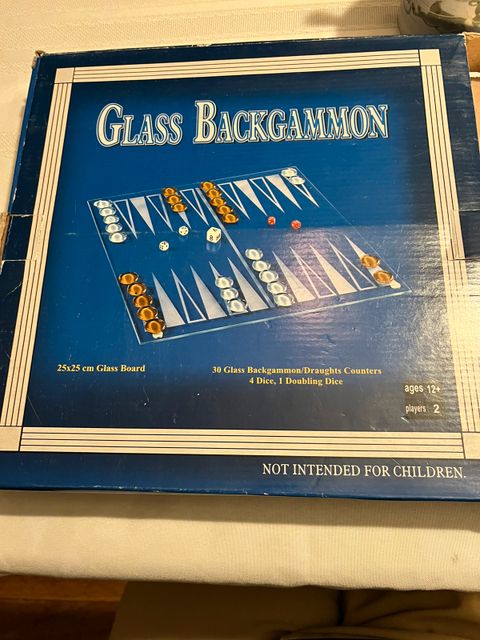 GLASS BACKGAMMON
25x25 cm Glass Board
30 Glass Backgammon/Draughts Counters
4 Dice, 1 Doubling Dice
ages 12+
players 2
NOT INTENDED FOR CHILDREN.